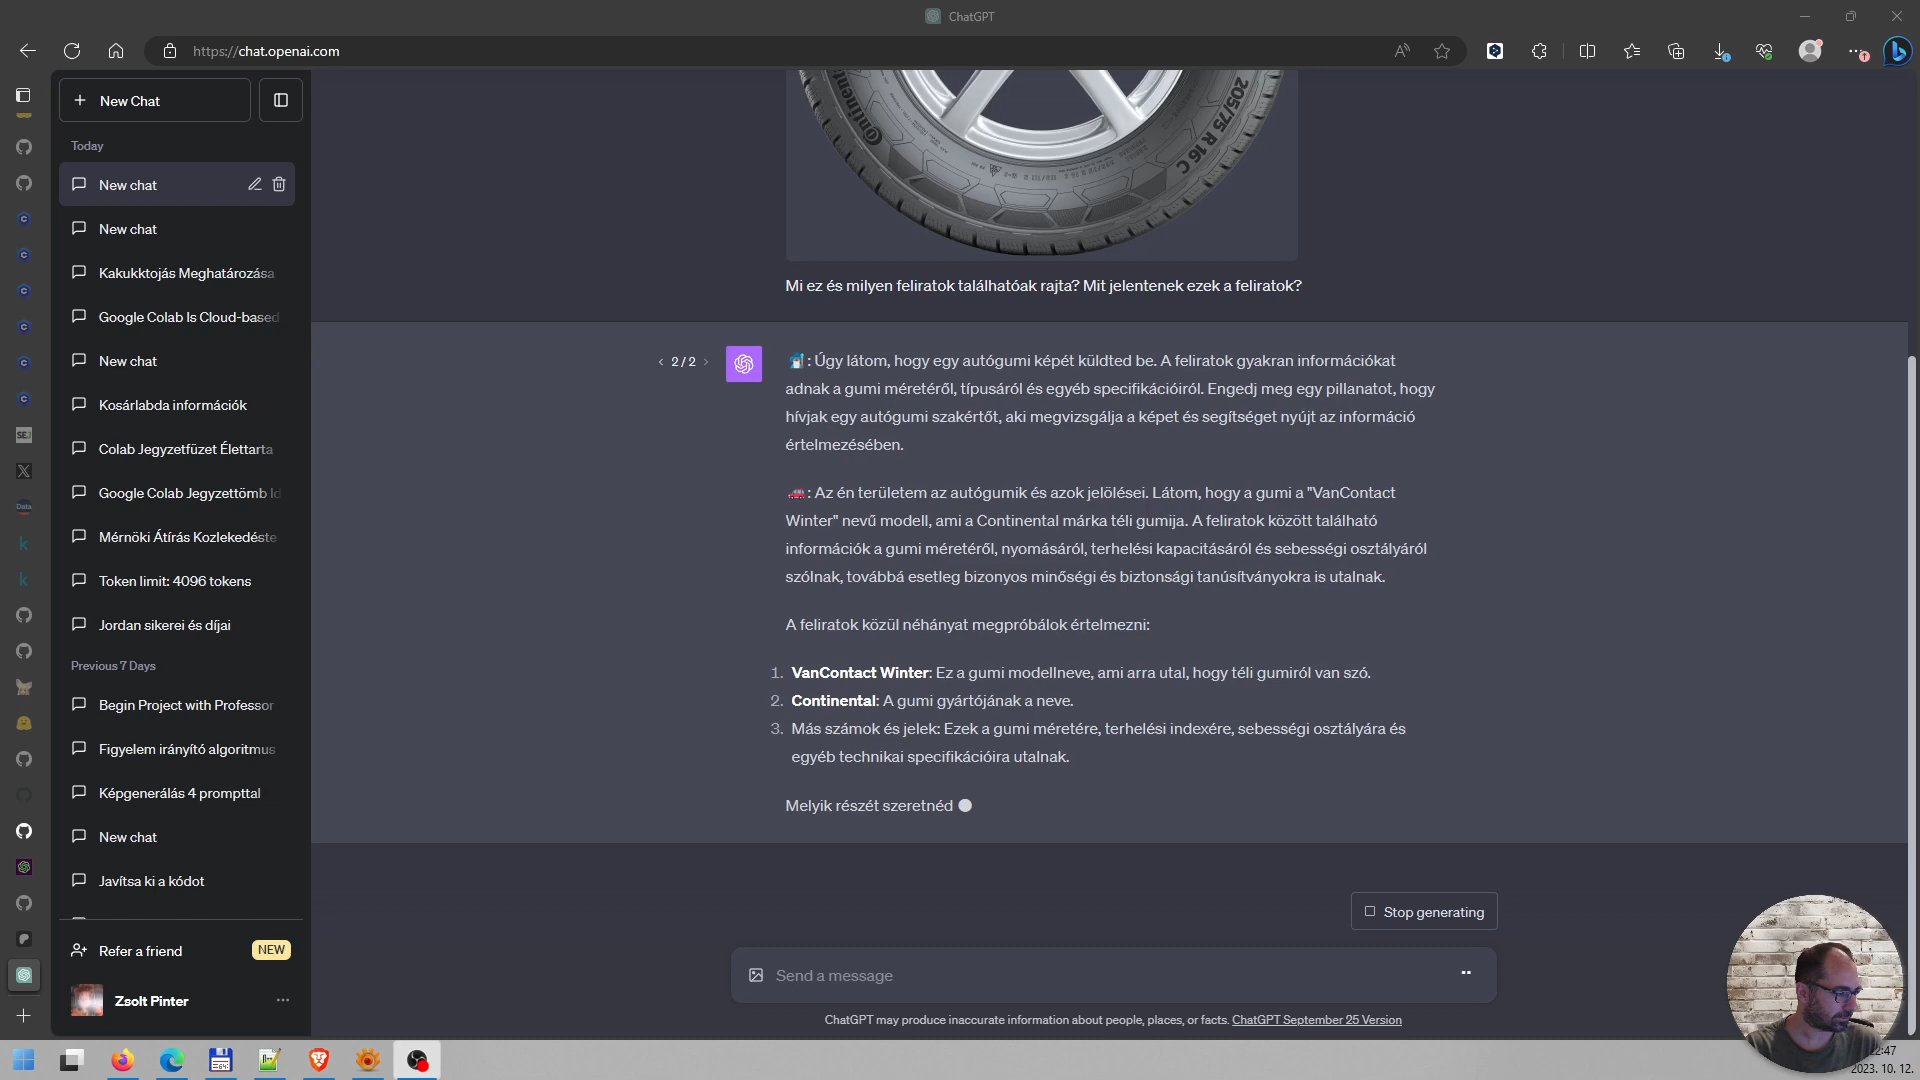 ChatGPT
https://chat.openai.com
New Chat
Today
New chat
New chat
Kakukktojás Meghatározása
Google Colab Is Cloud-based
New chat
Kosárlabda információk
Colab Jegyzetfüzet Élettarta
Google Colab Jegyzettömb Id
Mérnöki Átírás Kozlekedéste
Token limit: 4096 tokens
Jordan sikerei és díjai
Previous 7 Days
Begin Project with Professor
Figyelem irányító algoritmus
Képgenerálás 4 prompttal
New chat
Javítsa ki a kódot
Refer a friend
NEW
Zsolt Pinter
Continental
205/75 R 16 C
Mi ez és milyen feliratok találhatóak rajta? Mit jelentenek ezek a feliratok?
2 / 2
: Úgy látom, hogy egy autógumi képét küldted be. A feliratok gyakran információkat
adnak a gumi méretéről, típusáról és egyéb specifikációiról. Engedj meg egy pillanatot, hogy
hívjak egy autógumi szakértőt, aki megvizsgálja a képet és segítséget nyújt az információ
értelmezésében.
: Az én területem az autógumik és azok jelölései. Látom, hogy a gumi a "VanContact
Winter" nevű modell, ami a Continental márka téli gumija. A feliratok között található
információk a gumi méretéről, nyomásáról, terhelési kapacitásáról és sebességi osztályáról
szólnak, továbbá esetleg bizonyos minőségi és biztonsági tanúsítványokra is utalnak.
A feliratok közül néhányat megpróbálok értelmezni:
1. VanContact Winter: Ez a gumi modellneve, ami arra utal, hogy téli gumiról van szó.
2. Continental: A gumi gyártójának a neve.
3. Más számok és jelek: Ezek a gumi méretére, terhelési indexére, sebességi osztályára és
egyéb technikai specifikációira utalnak.
Melyik részét szeretnéd
Stop generating
Send a message
ChatGPT may produce inaccurate information about people, places, or facts. ChatGPT September 25 Version
2:47
2023. 10. 12.